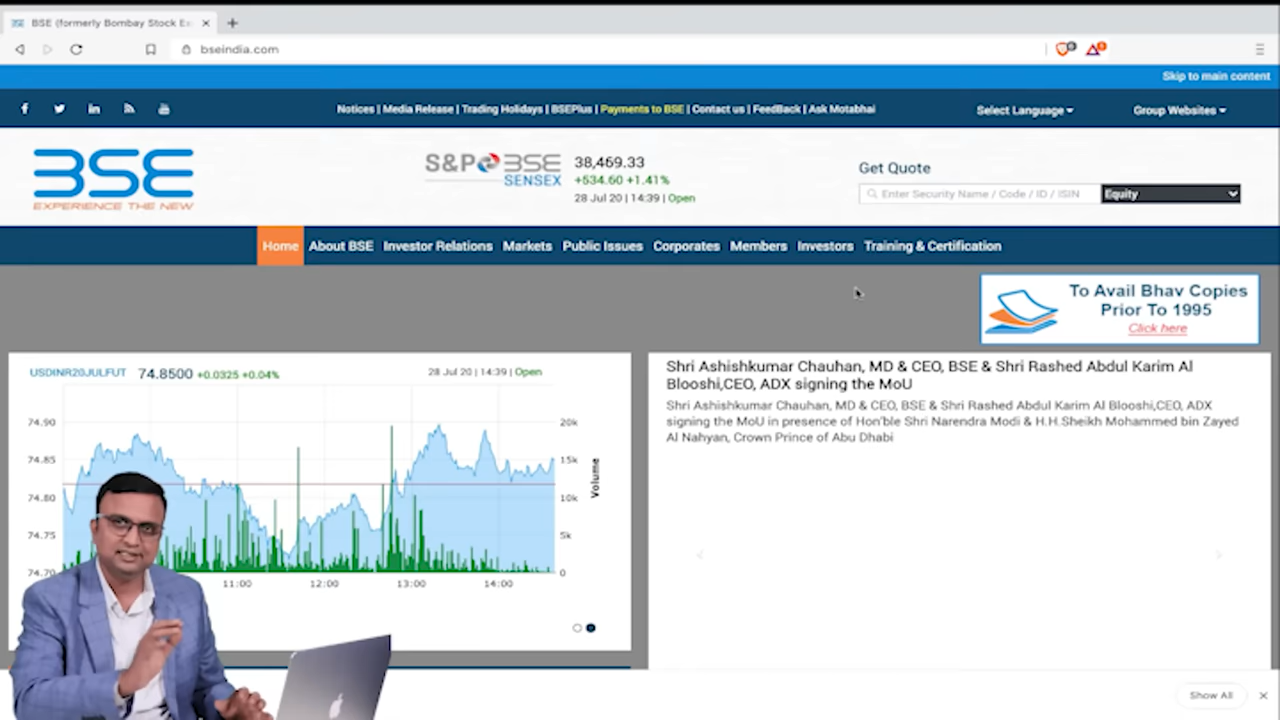 BSE (formerly Bombay Stock Ex
bseindia.com
Skip to main content
Notices | Media Release | Trading Holidays | BSEPlus | Payments to BSE | Contact us | FeedBack | Ask Motabhai
Select Language
Group Websites
BSE
EXPERIENCE THE NEW
S&P BSE
SENSEX
38,469.33
+534.60 +1.41%
28 Jul 20 | 14:39 | Open
Get Quote
Enter Security Name / Code / ID / ISIN
Equity
Home About BSE Investor Relations Markets Public Issues Corporates Members Investors Training & Certification
To Avail Bhav Copies
Prior To 1995
Click here
USDINR20JULFUT 74.8500 +0.0325 +0.04%
28 Jul 20 | 14:39 | Open
74.90
74.85
74.80
74.75
74.70
20k
15k
10k
5k
0
Volume
11:00 12:00 13:00 14:00
Shri Ashishkumar Chauhan, MD & CEO, BSE & Shri Rashed Abdul Karim Al
Blooshi,CEO, ADX signing the MoU
Shri Ashishkumar Chauhan, MD & CEO, BSE & Shri Rashed Abdul Karim Al Blooshi,CEO, ADX
signing the MoU in presence of Hon'ble Shri Narendra Modi & H.H.Sheikh Mohammed bin Zayed
Al Nahyan, Crown Prince of Abu Dhabi
Show All